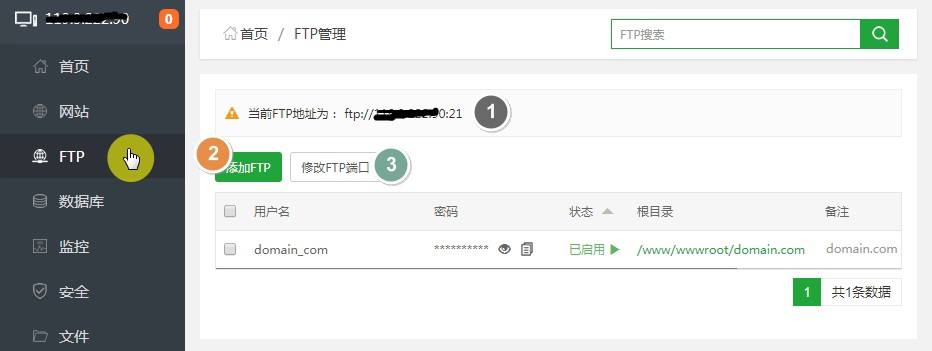 0
首页
网站
FTP
数据库
监控
安全
文件
首页 / FTP管理
FTP搜索
当前FTP地址为： ftp:// 90:21
1
2
添加FTP
修改FTP端口
3
用户名 密码 状态 根目录 备注
domain_com ********** 已启用 /www/wwwroot/domain.com domain.com
1 共1条数据